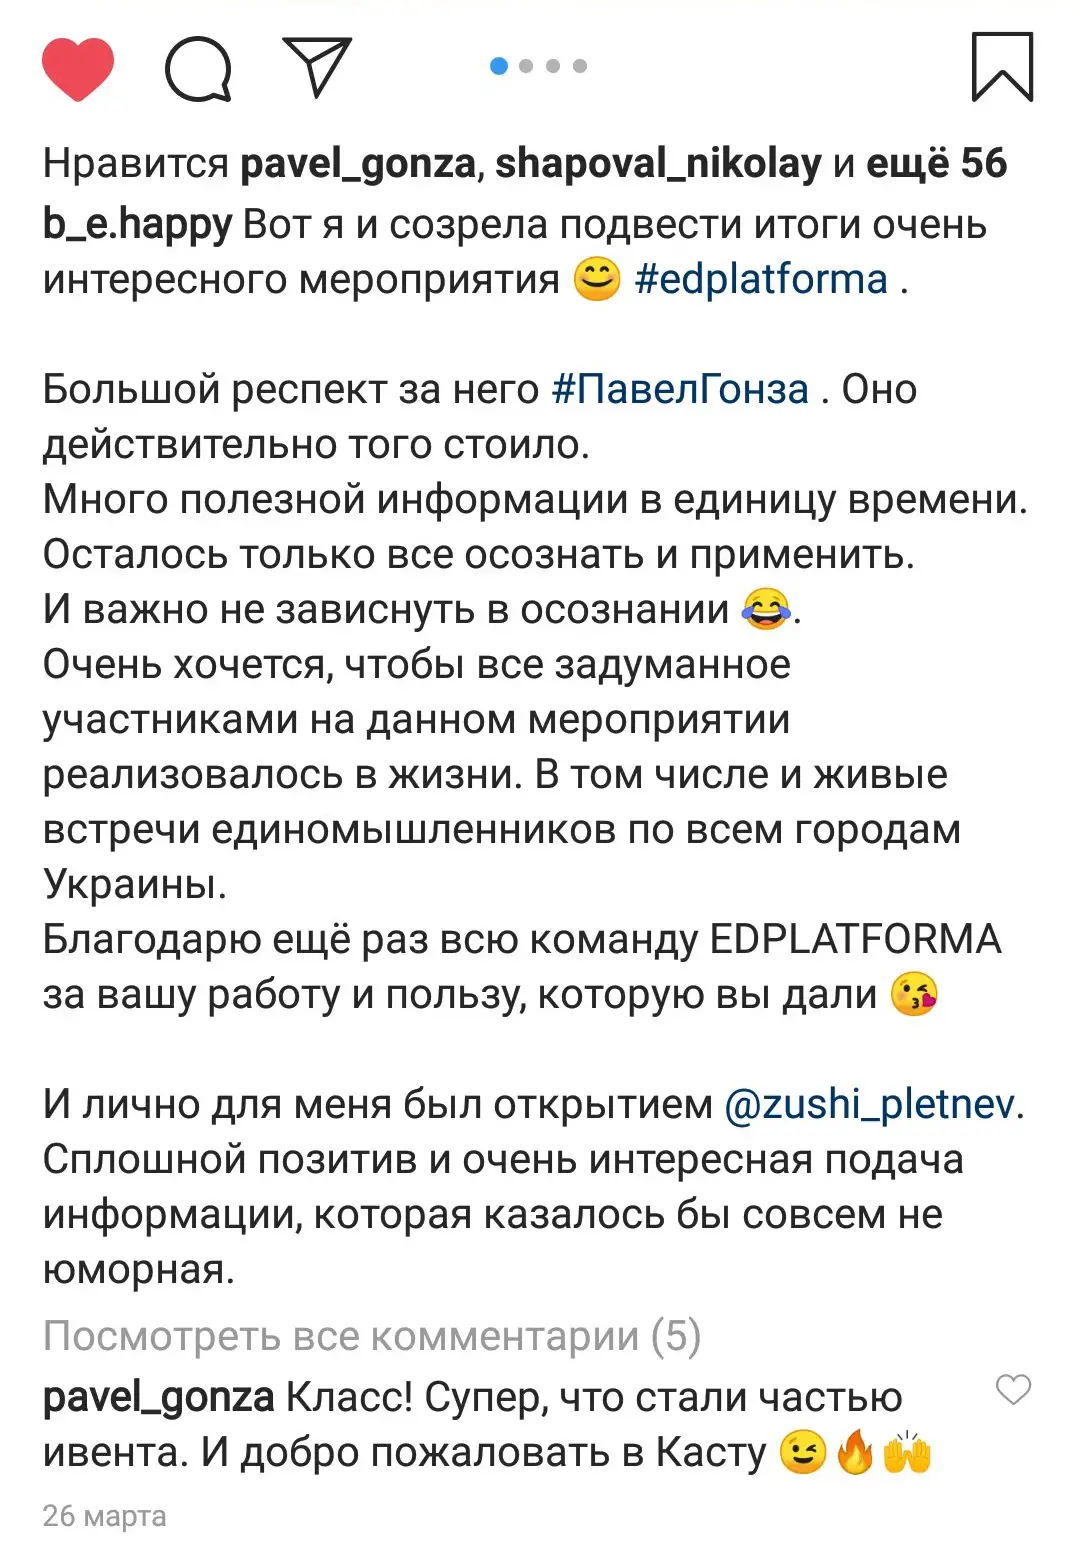 Нравится pavel_gonza, shapoval_nikolay и ещё 56
b_e.happy Вот я и созрела подвести итоги очень
интересного мероприятия 😊 #edplatforma .
Большой респект за него #ПавелГонза . Оно
действительно того стоило.
Много полезной информации в единицу времени.
Осталось только все осознать и применить.
И важно не зависнуть в осознании 😂.
Очень хочется, чтобы все задуманное
участниками на данном мероприятии
реализовалось в жизни. В том числе и живые
встречи единомышленников по всем городам
Украины.
Благодарю ещё раз всю команду EDPLATFORMA
за вашу работу и пользу, которую вы дали 😘
И лично для меня был открытием @zushi_pletnev.
Сплошной позитив и очень интересная подача
информации, которая казалось бы совсем не
юморная.
Посмотреть все комментарии (5)
pavel_gonza Класс! Супер, что стали частью
ивента. И добро пожаловать в Касту 😉🔥🙌
26 марта